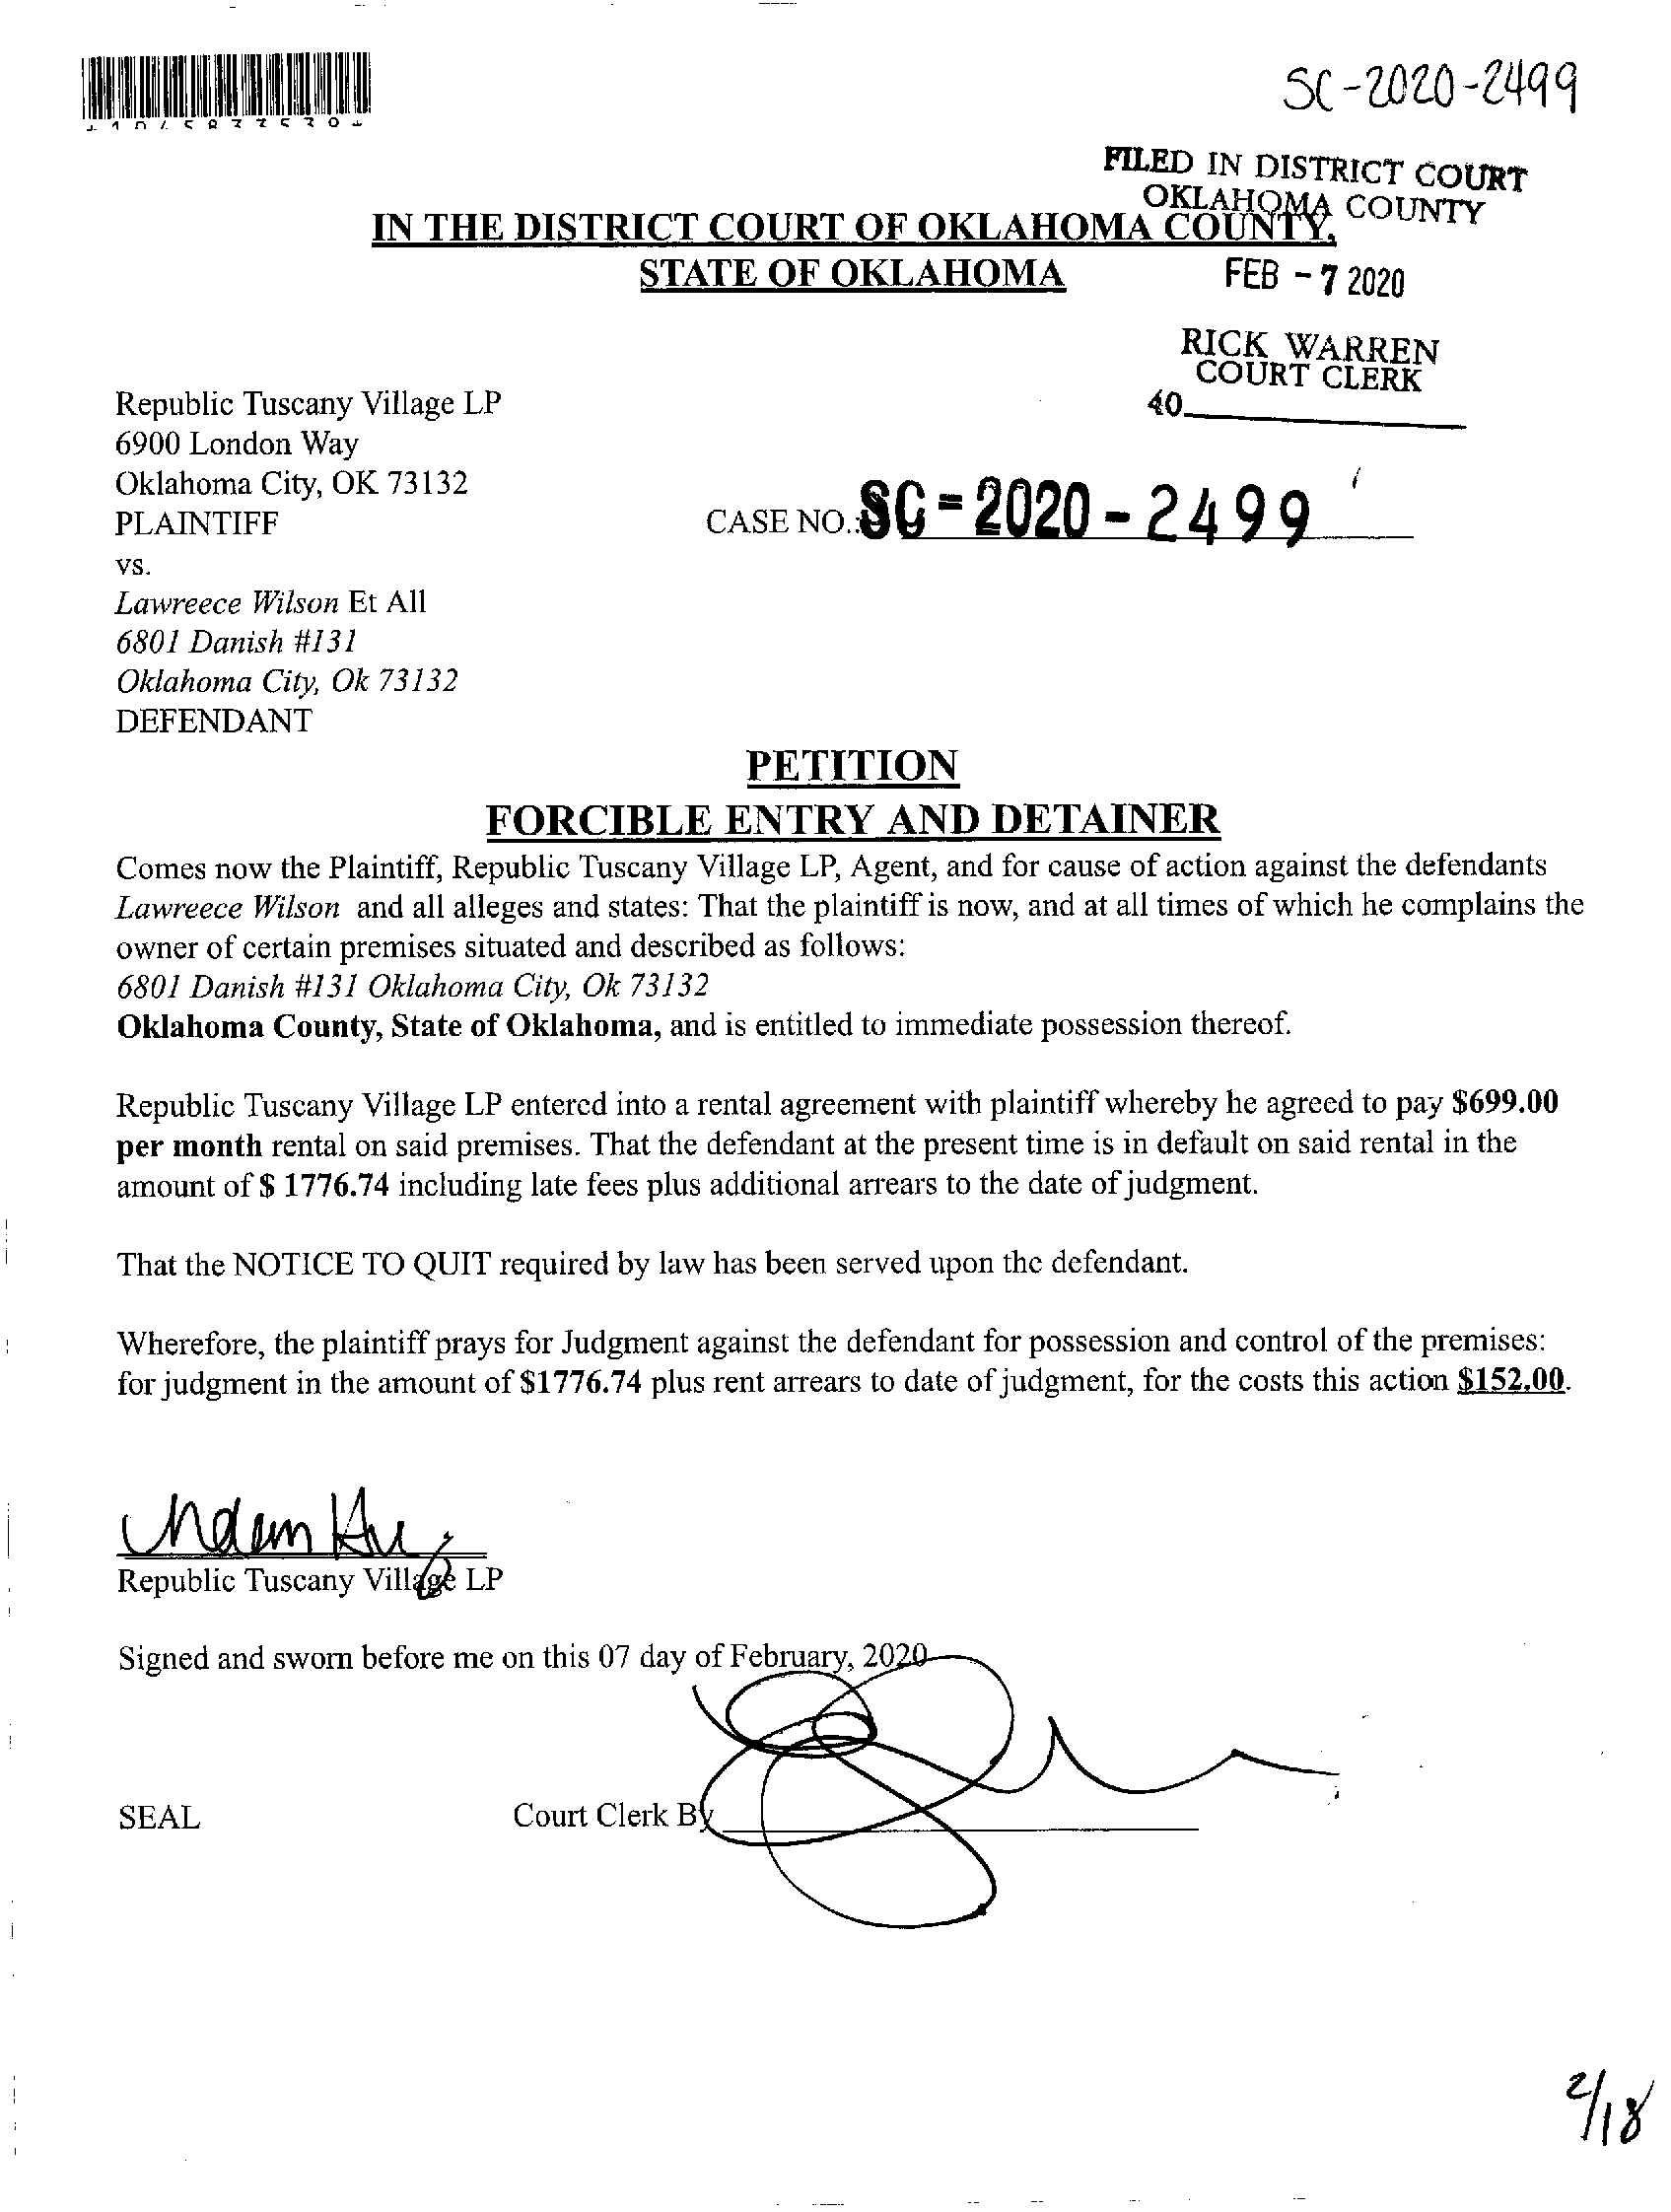 SC-2020-2499
FILED IN DISTRICT COURT
OKLAHOMA COUNTY
IN THE DISTRICT COURT OF OKLAHOMA COUNTY,
STATE OF OKLAHOMA
FEB - 7 2020
RICK WARREN
COURT CLERK
40
Republic Tuscany Village LP
6900 London Way
Oklahoma City, OK 73132
PLAINTIFF
CASE NO.: SC-2020-2499
vs.
Lawreece Wilson Et All
6801 Danish #131
Oklahoma City, Ok 73132
DEFENDANT
PETITION
FORCIBLE ENTRY AND DETAINER
Comes now the Plaintiff, Republic Tuscany Village LP, Agent, and for cause of action against the defendants
Lawreece Wilson and all alleges and states: That the plaintiff is now, and at all times of which he complains the
owner of certain premises situated and described as follows:
6801 Danish #131 Oklahoma City, Ok 73132
Oklahoma County, State of Oklahoma, and is entitled to immediate possession thereof.
Republic Tuscany Village LP entered into a rental agreement with plaintiff whereby he agreed to pay $699.00
per month rental on said premises. That the defendant at the present time is in default on said rental in the
amount of $ 1776.74 including late fees plus additional arrears to the date of judgment.
That the NOTICE TO QUIT required by law has been served upon the defendant.
Wherefore, the plaintiff prays for Judgment against the defendant for possession and control of the premises:
for judgment in the amount of $1776.74 plus rent arrears to date of judgment, for the costs this action $152.00.
Republic Tuscany Village LP
Signed and sworn before me on this 07 day of February, 2020
SEAL
Court Clerk By
2/18